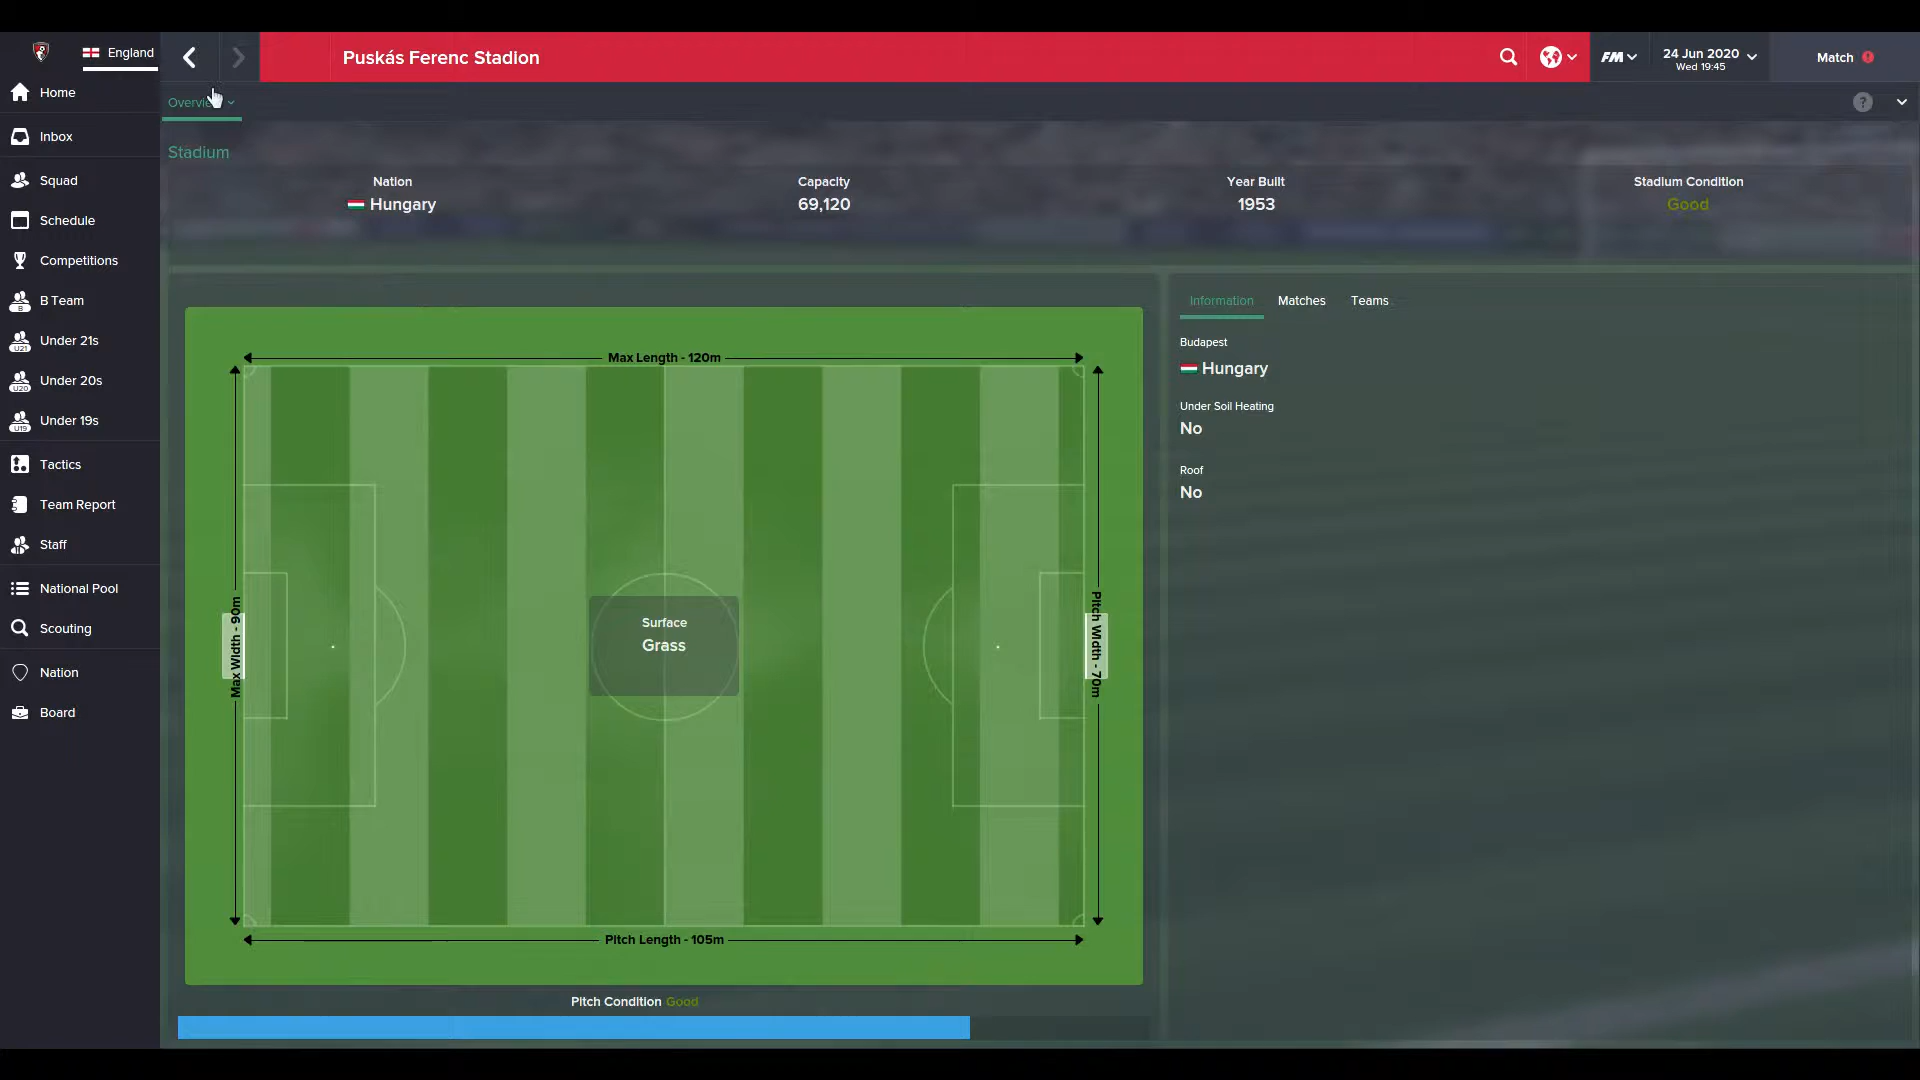 England
Puskás Ferenc Stadion
FM
24 Jun 2020
Wed 19:45
Match
Home
Inbox
Squad
Schedule
Competitions
B Team
Under 21s
Under 20s
Under 19s
Tactics
Team Report
Staff
National Pool
Scouting
Nation
Board
Stadium
Nation
Hungary
Capacity
69,120
Year Built
1953
Stadium Condition
Good
Max Length - 120m
Max Width - 90m
Surface
Grass
Pitch Width - 70m
Pitch Length - 105m
Pitch Condition Good
Information
Matches
Teams
Budapest
Hungary
Under Soil Heating
No
Roof
No